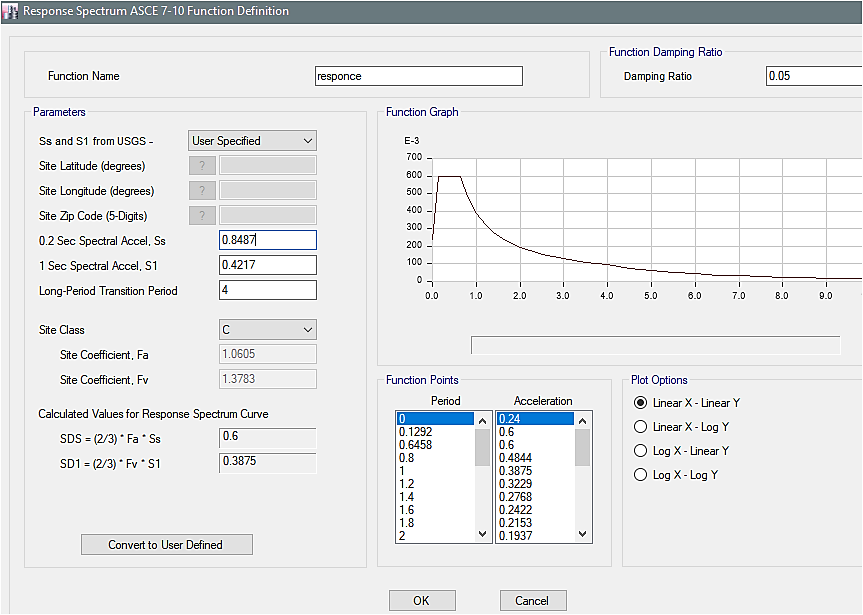 Response Spectrum ASCE 7-10 Function Definition
Function Name
responce
Function Damping Ratio
Damping Ratio
0.05
Parameters
Ss and S1 from USGS -
User Specified
Site Latitude (degrees)
?
Site Longitude (degrees)
?
Site Zip Code (5-Digits)
?
0.2 Sec Spectral Accel, Ss
0.8487
1 Sec Spectral Accel, S1
0.4217
Long-Period Transition Period
4
Site Class
C
Site Coefficient, Fa
1.0605
Site Coefficient, Fv
1.3783
Calculated Values for Response Spectrum Curve
SDS = (2/3) * Fa * Ss
0.6
SD1 = (2/3) * Fv * S1
0.3875
Convert to User Defined
Function Graph
E-3
700
600
500
400
300
200
100
0
0.0 1.0 2.0 3.0 4.0 5.0 6.0 7.0 8.0 9.0
Function Points
Period Acceleration
0 0.24
0.1292 0.6
0.6458 0.6
0.8 0.4844
1 0.3875
1.2 0.3229
1.4 0.2768
1.6 0.2422
1.8 0.2153
2 0.1937
Plot Options
Linear X - Linear Y
Linear X - Log Y
Log X - Linear Y
Log X - Log Y
OK
Cancel